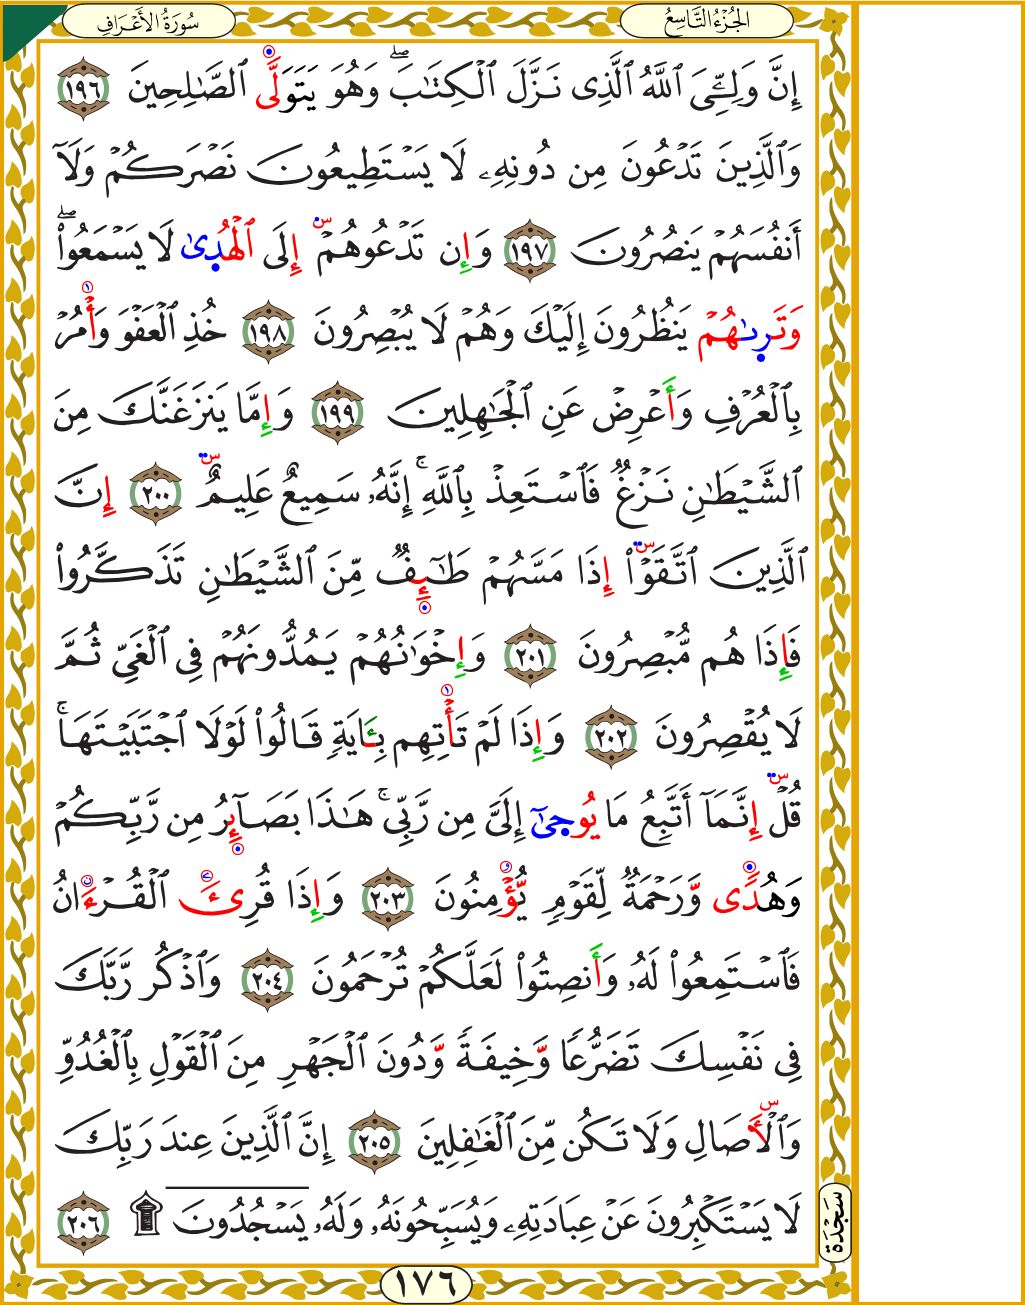 سُورَةُ الأَعْرَافِ
الجُزْءُ التَّاسِعُ
إِنَّ وَلِـِّۧيَ ٱللَّهُ ٱلَّذِى نَزَّلَ ٱلْكِتَٰبَ ۖ وَهُوَ يَتَوَلَّى ٱلصَّٰلِحِينَ ١٩٦
وَٱلَّذِينَ تَدْعُونَ مِن دُونِهِۦ لَا يَسْتَطِيعُونَ نَصْرَكُمْ وَلَآ
أَنفُسَهُمْ يَنصُرُونَ ١٩٧ وَإِن تَدْعُوهُمْ إِلَى ٱلْهُدِىٰ لَا يَسْمَعُوا۟ ۖ
وَتَرِىٰهُمْ يَنظُرُونَ إِلَيْكَ وَهُمْ لَا يُبْصِرُونَ ١٩٨ خُذِ ٱلْعَفْوَ وَأْمُرْ
بِٱلْعُرْفِ وَأَعْرِضْ عَنِ ٱلْجَٰهِلِينَ ١٩٩ وَإِمَّا يَنزَغَنَّكَ مِنَ
ٱلشَّيْطَٰنِ نَزْغٌ فَٱسْتَعِذْ بِٱللَّهِ ۚ إِنَّهُۥ سَمِيعٌ عَلِيمٌ ٢٠٠ إِنَّ
ٱلَّذِينَ ٱتَّقَوْا۟ إِذَا مَسَّهُمْ طَٰٓئِفٌ مِّنَ ٱلشَّيْطَٰنِ تَذَكَّرُوا۟
فَإِذَا هُم مُّبْصِرُونَ ٢٠١ وَإِخْوَٰنُهُمْ يَمُدُّونَهُمْ فِى ٱلْغَىِّ ثُمَّ
لَا يُقْصِرُونَ ٢٠٢ وَإِذَا لَمْ تَأْتِهِم بِـَٔايَةٍ قَالُوا۟ لَوْلَا ٱجْتَبَيْتَهَا ۚ
قُلْ إِنَّمَآ أَتَّبِعُ مَا يُوحِىٰٓ إِلَىَّ مِن رَّبِّى ۚ هَٰذَا بَصَآئِرُ مِن رَّبِّكُمْ
وَهُدًى وَرَحْمَةٌ لِّقَوْمٍ يُؤْمِنُونَ ٢٠٣ وَإِذَا قُرِئَ ٱلْقُرْءَانُ
فَٱسْتَمِعُوا۟ لَهُۥ وَأَنصِتُوا۟ لَعَلَّكُمْ تُرْحَمُونَ ٢٠٤ وَٱذْكُر رَّبَّكَ
فِى نَفْسِكَ تَضَرُّعًا وَّخِيفَةً وَّدُونَ ٱلْجَهْرِ مِنَ ٱلْقَوْلِ بِٱلْغُدُوِّ
وَٱلْأَصَالِ وَلَا تَكُن مِّنَ ٱلْغَٰفِلِينَ ٢٠٥ إِنَّ ٱلَّذِينَ عِندَ رَبِّكَ
لَا يَسْتَكْبِرُونَ عَنْ عِبَادَتِهِۦ وَيُسَبِّحُونَهُۥ وَلَهُۥ يَسْجُدُونَ ۩ ٢٠٦
سَجْدَة
١٧٦